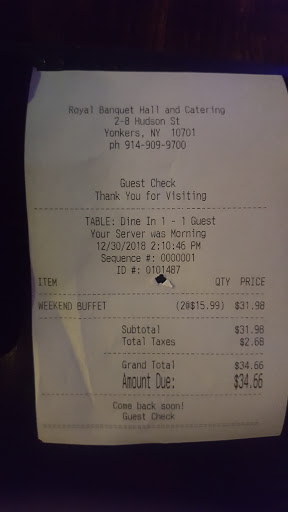 Royal Banquet Hall and Catering
2-8 Hudson St
Yonkers, NY 10701
ph 914-909-9700
Guest Check
Thank You for Visiting
TABLE: Dine In 1 - 1 Guest
Your Server was Morning
12/30/2018 2:10:46 PM
Sequence #: 0000001
ID #: 0101487
ITEM QTY PRICE
WEEKEND BUFFET (2@$15.99) $31.98
Subtotal $31.98
Total Taxes $2.68
Grand Total $34.66
Amount Due: $34.66
Come back soon!
Guest Check